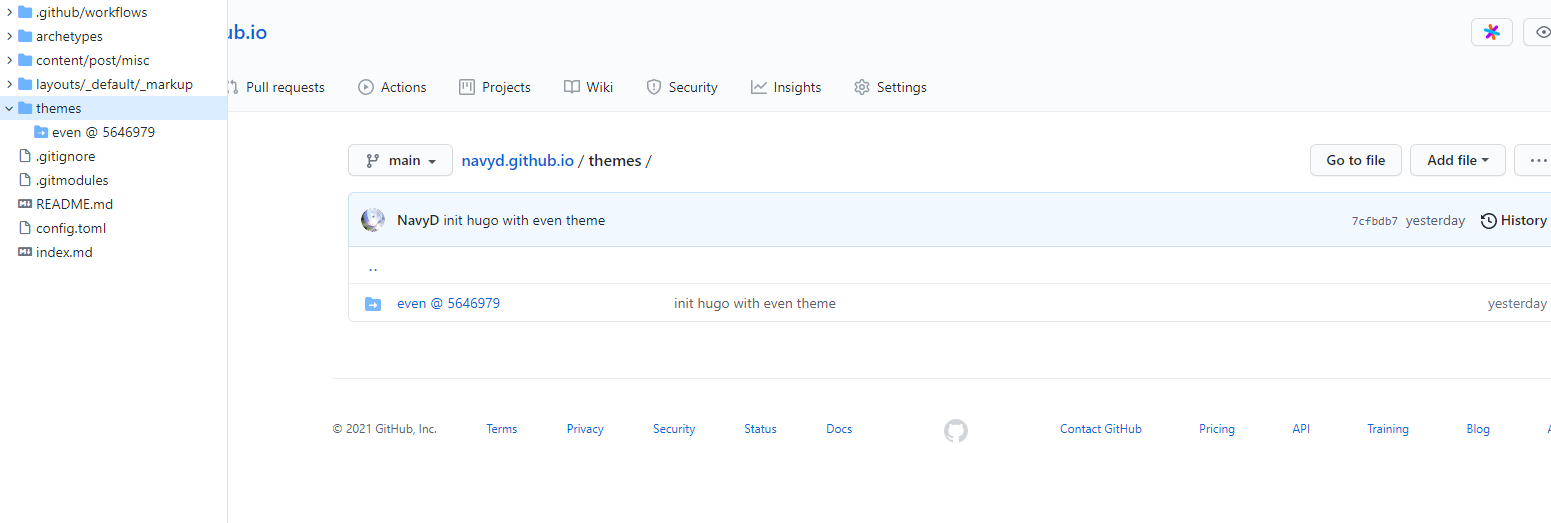 .github/workflows
archetypes
content/post/misc
layouts/_default/_markup
themes
even @ 5646979
.gitignore
.gitmodules
README.md
config.toml
index.md
ub.io
Pull requests Actions Projects Wiki Security Insights Settings
main navyd.github.io / themes / Go to file Add file ...
NavyD init hugo with even theme 7cfbdb7 yesterday History
..
even @ 5646979 init hugo with even theme yesterday
© 2021 GitHub, Inc. Terms Privacy Security Status Docs Contact GitHub Pricing API Training Blog